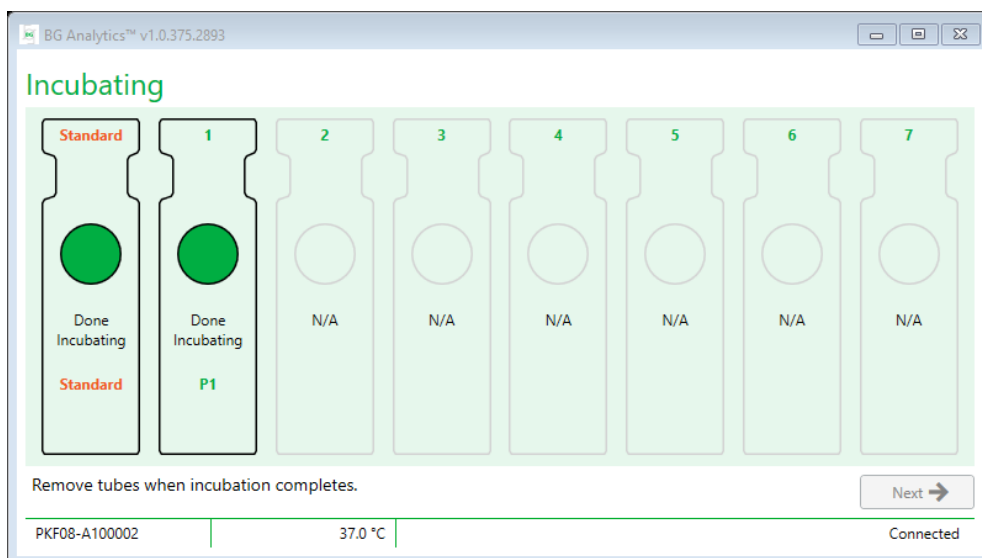 BG Analytics™ v1.0.375.2893
Incubating
Standard 1 2 3 4 5 6 7
Done Incubating
Done Incubating
N/A N/A N/A N/A N/A N/A
Standard P1
Remove tubes when incubation completes.
Next
PKF08-A100002 37.0 °C Connected